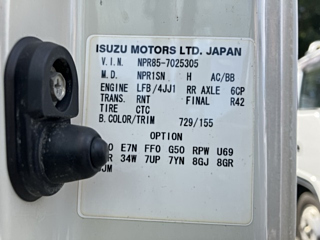 ISUZU MOTORS LTD. JAPAN
V.I.N. NPR85-7025305
M.D. NPR1SN H AC/BB
ENGINE LFB/4JJ1 RR AXLE 6CP
TRANS. RNT FINAL R42
TIRE CTC
B.COLOR/TRIM 729/155
OPTION
E7N FF0 G50 RPW U69
34W 7UP 7YN 8GJ 8GR